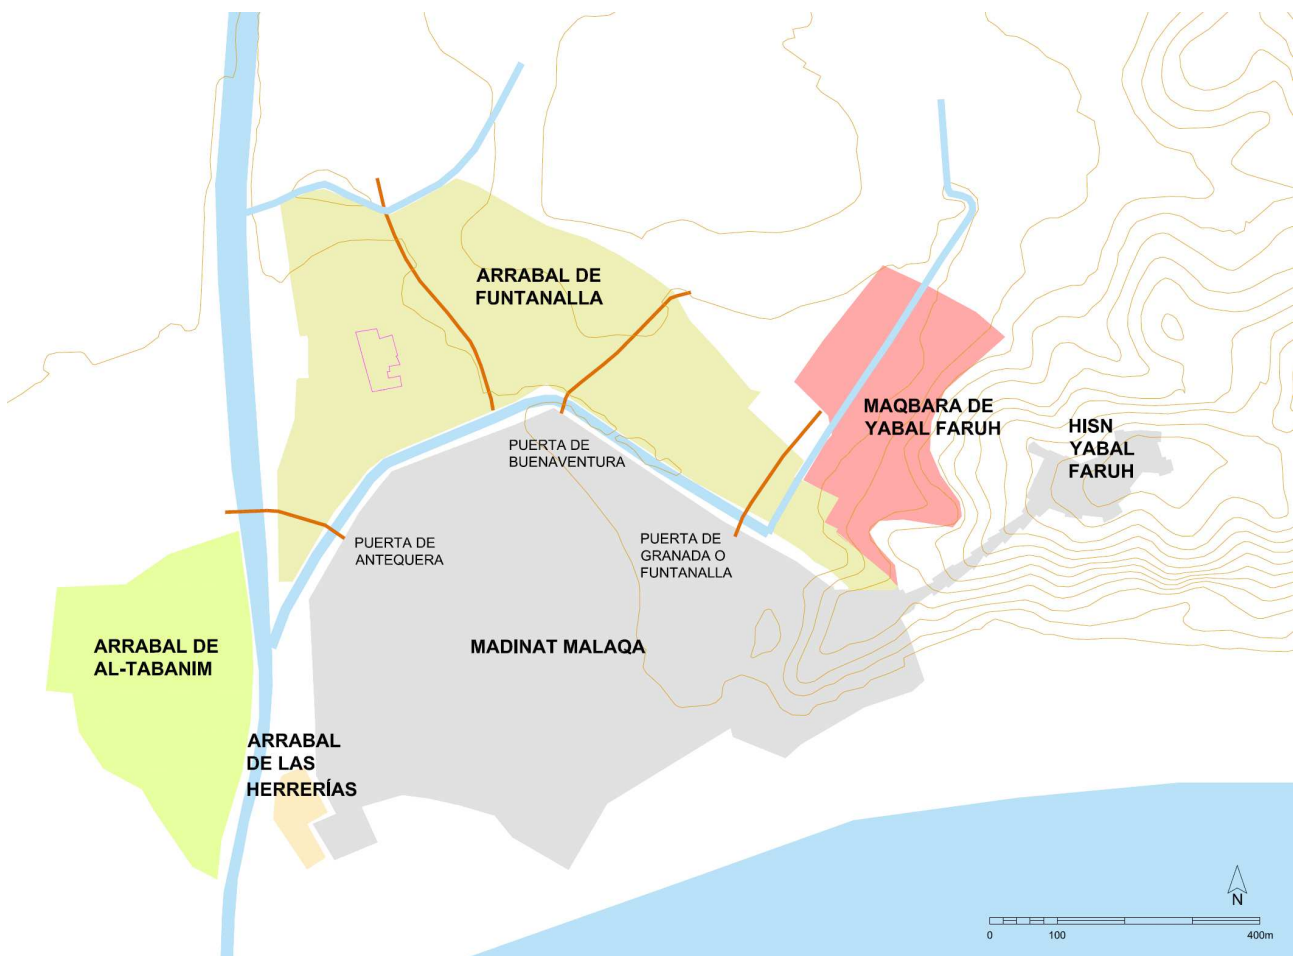 ARRABAL DE
FUNTANALLA
MAQBARA DE
YABAL FARUH
HISN
YABAL
FARUH
PUERTA DE
BUENAVENTURA
PUERTA DE
ANTEQUERA
PUERTA DE
GRANADA O
FUNTANALLA
ARRABAL DE
AL-TABANIM
MADINAT MALAQA
ARRABAL
DE LAS
HERRERÍAS
N
0 100 400m